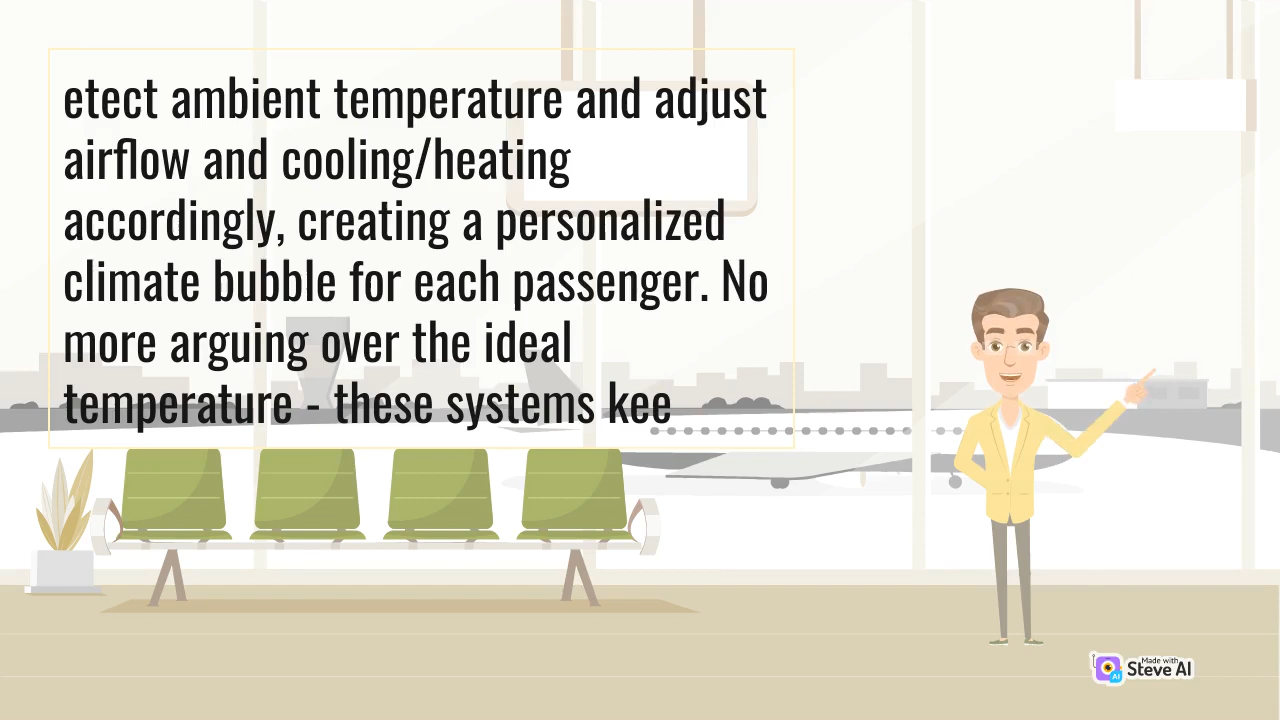 etect ambient temperature and adjust
airflow and cooling/heating
accordingly, creating a personalized
climate bubble for each passenger. No
more arguing over the ideal
temperature - these systems kee
Made with
Steve AI
AI